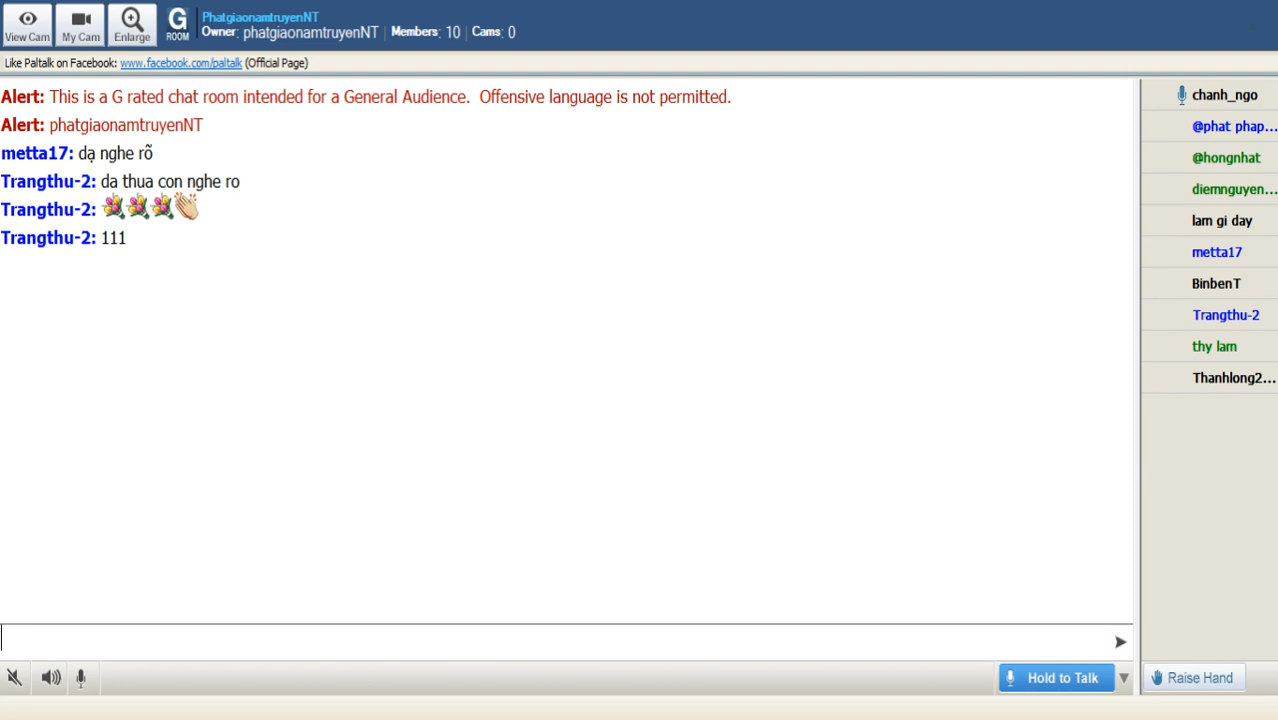 View Cam
My Cam
Enlarge
G
ROOM
PhatgiaonamtruyenNT
Owner: phatgiaonamtruyenNT Members: 10 Cams: 0
Like Paltalk on Facebook: www.facebook.com/paltalk (Official Page)
Alert: This is a G rated chat room intended for a General Audience. Offensive language is not permitted.
Alert: phatgiaonamtruyenNT
metta17: dạ nghe rõ
Trangthu-2: da thua con nghe ro
Trangthu-2:
Trangthu-2: 111
chanh_ngo
@phat phap...
@hongnhat
diemnguyen...
lam gi day
metta17
BinbenT
Trangthu-2
thy lam
Thanhlong2...
Hold to Talk
Raise Hand